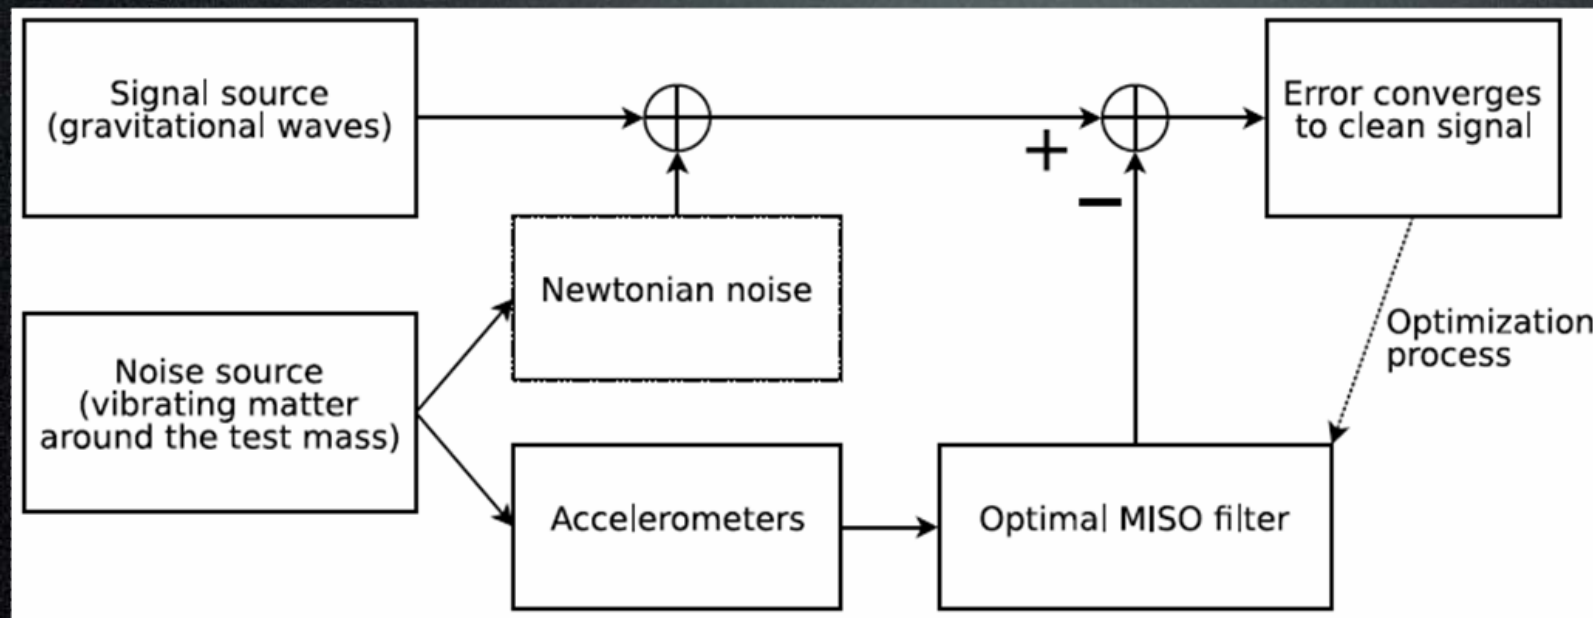 Signal source
(gravitational waves)
Error converges
to clean signal
+
−
Newtonian noise
Noise source
(vibrating matter
around the test mass)
Optimization
process
Accelerometers
Optimal MISO filter